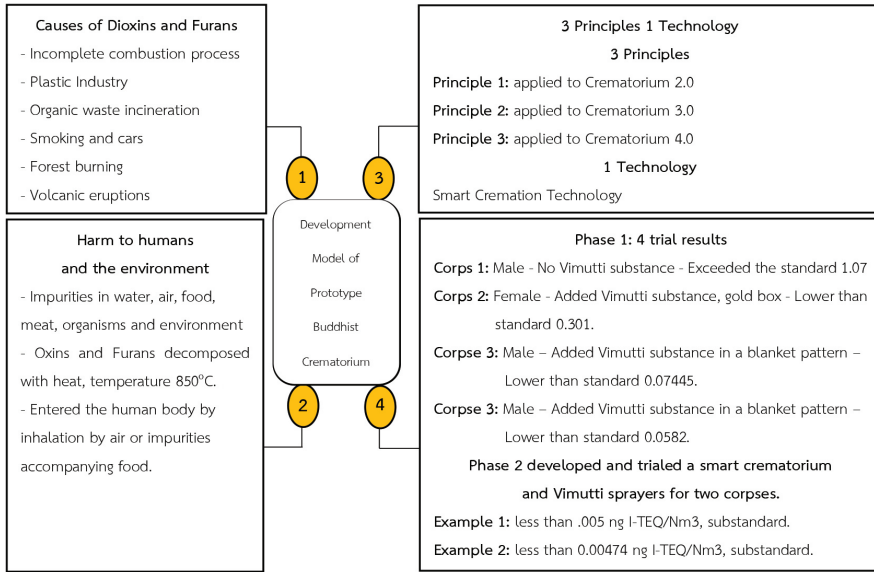 Causes of Dioxins and Furans
- Incomplete combustion process
- Plastic Industry
- Organic waste incineration
- Smoking and cars
- Forest burning
- Volcanic eruptions
3 Principles 1 Technology
3 Principles
Principle 1: applied to Crematorium 2.0
Principle 2: applied to Crematorium 3.0
Principle 3: applied to Crematorium 4.0
1 Technology
Smart Cremation Technology
1
3
Development
Model of
Prototype
Buddhist
Crematorium
2
4
Harm to humans
and the environment
- Impurities in water, air, food,
meat, organisms and environment
- Oxins and Furans decomposed
with heat, temperature 850°C.
- Entered the human body by
inhalation by air or impurities
accompanying food.
Phase 1: 4 trial results
Corps 1: Male - No Vimutti substance - Exceeded the standard 1.07
Corps 2: Female - Added Vimutti substance, gold box - Lower than
standard 0.301.
Corpse 3: Male – Added Vimutti substance in a blanket pattern –
Lower than standard 0.07445.
Corpse 3: Male – Added Vimutti substance in a blanket pattern –
Lower than standard 0.0582.
Phase 2 developed and trialed a smart crematorium
and Vimutti sprayers for two corpses.
Example 1: less than .005 ng I-TEQ/Nm3, substandard.
Example 2: less than 0.00474 ng I-TEQ/Nm3, substandard.